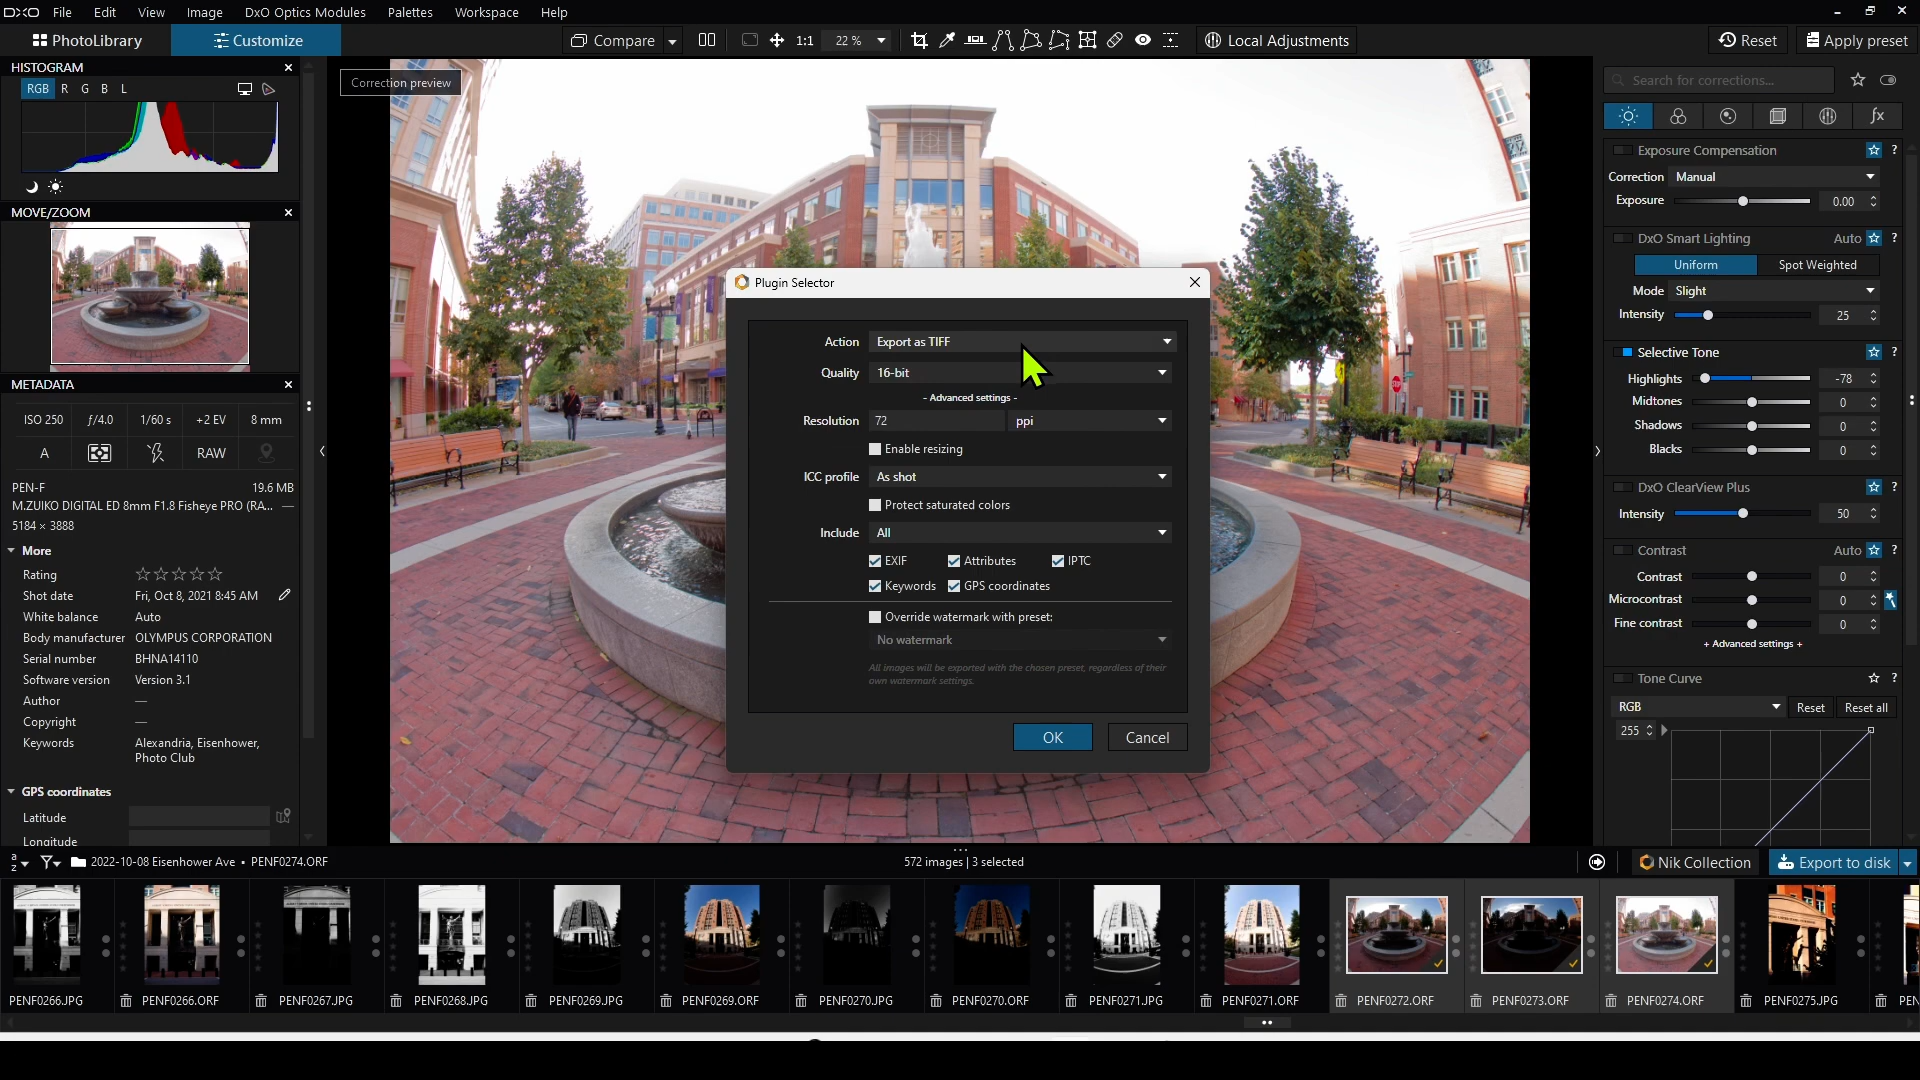 DXO File Edit View Image DxO Optics Modules Palettes Workspace Help
PhotoLibrary Customize Compare 1:1 22 % Local Adjustments Reset Apply preset
HISTOGRAM
RGB R G B L
MOVE/ZOOM
METADATA
ISO 250 ƒ/4.0 1/60 s +2 EV 8 mm
A RAW
PEN-F 19.6 MB
M.ZUIKO DIGITAL ED 8mm F1.8 Fisheye PRO (RA... —
5184 × 3888
More
Rating
Shot date Fri, Oct 8, 2021 8:45 AM
White balance Auto
Body manufacturer OLYMPUS CORPORATION
Serial number BHNA14110
Software version Version 3.1
Author —
Copyright —
Keywords Alexandria, Eisenhower,
Photo Club
GPS coordinates
Latitude
Longitude
Correction preview
STOP
Plugin Selector
Action Export as TIFF
Quality 16-bit
- Advanced settings -
Resolution 72 ppi
Enable resizing
ICC profile As shot
Protect saturated colors
Include All
EXIF Attributes IPTC
Keywords GPS coordinates
Override watermark with preset:
No watermark
All images will be exported with the chosen preset, regardless of their
own watermark settings.
OK Cancel
Search for corrections...
fx
Exposure Compensation ?
Correction Manual
Exposure 0.00
DxO Smart Lighting Auto ?
Uniform Spot Weighted
Mode Slight
Intensity 25
Selective Tone ?
Highlights -78
Midtones 0
Shadows 0
Blacks 0
DxO ClearView Plus ?
Intensity 50
Contrast Auto ?
Contrast 0
Microcontrast 0
Fine contrast 0
+ Advanced settings +
Tone Curve ?
RGB Reset Reset all
255
a
z
2022-10-08 Eisenhower Ave • PENF0274.ORF 572 images | 3 selected Nik Collection Export to disk
PENF0266.JPG PENF0266.ORF PENF0267.JPG PENF0268.JPG PENF0269.JPG PENF0269.ORF PENF0270.JPG PENF0270.ORF PENF0271.JPG PENF0271.ORF PENF0272.ORF PENF0273.ORF PENF0274.ORF PENF0275.JPG PEN